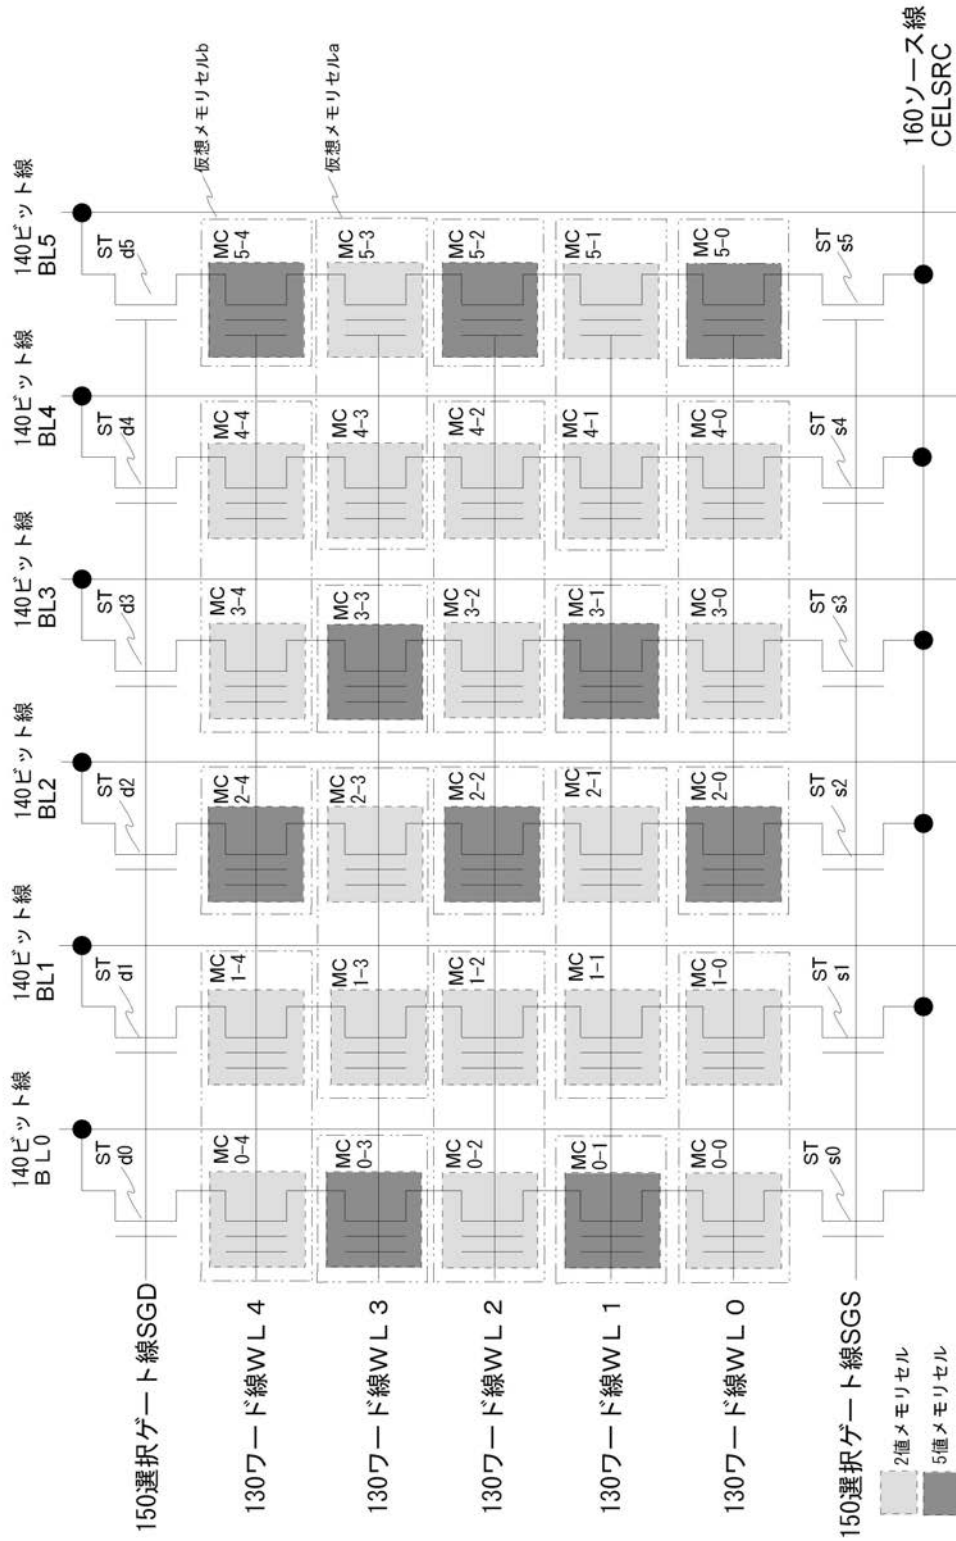 140ビット線
BL0
140ビット線
BL1
140ビット線
BL2
140ビット線
BL3
140ビット線
BL4
140ビット線
BL5
150選択ゲート線SGD
ST
d0
ST
d1
ST
d2
ST
d3
ST
d4
ST
d5
130ワード線WL4
MC
0-4
MC
1-4
MC
2-4
MC
3-4
MC
4-4
MC
5-4
仮想メモリセルb
130ワード線WL3
MC
0-3
MC
1-3
MC
2-3
MC
3-3
MC
4-3
MC
5-3
仮想メモリセルa
130ワード線WL2
MC
0-2
MC
1-2
MC
2-2
MC
3-2
MC
4-2
MC
5-2
130ワード線WL1
MC
0-1
MC
1-1
MC
2-1
MC
3-1
MC
4-1
MC
5-1
130ワード線WL0
MC
0-0
MC
1-0
MC
2-0
MC
3-0
MC
4-0
MC
5-0
150選択ゲート線SGS
ST
s0
ST
s1
ST
s2
ST
s3
ST
s4
ST
s5
160ソース線
CELSRC
2値メモリセル
5値メモリセル